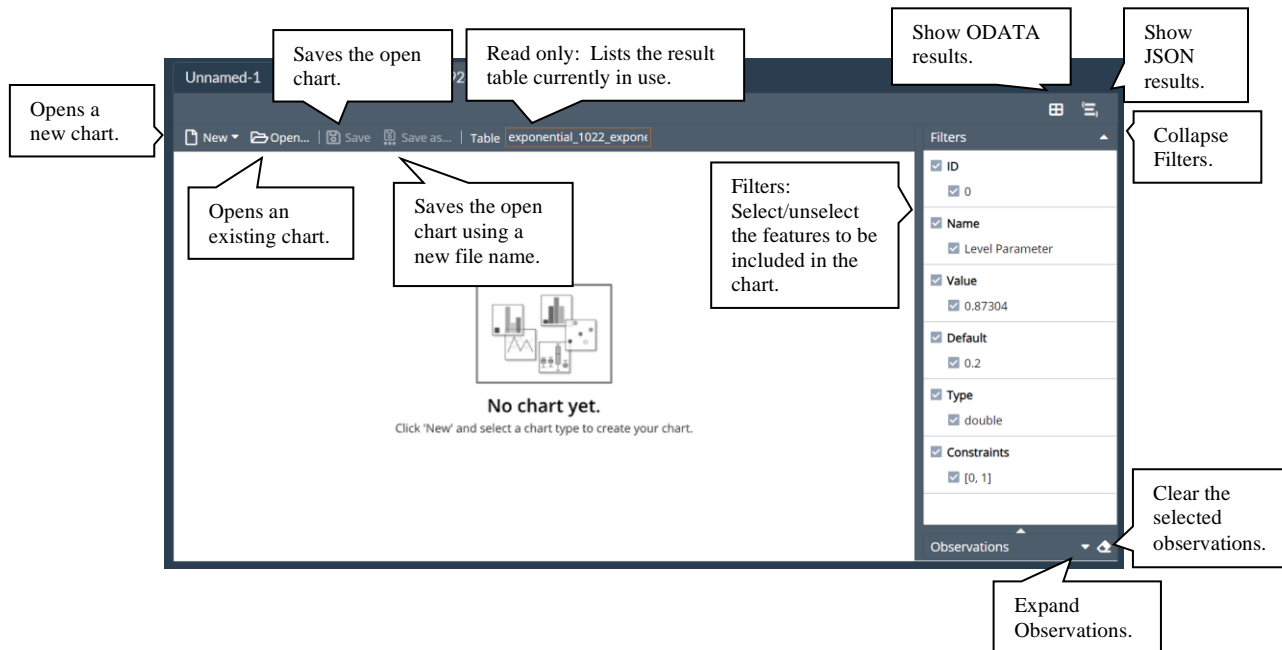 Show ODATA
results.
Show
JSON
results.
Saves the open
chart.
Read only:  Lists the result
table currently in use.
Opens a
new chart.
Unnamed-1
92
New
Open...
Save
Save as...
Table
exponential_1022_expone
Filters
Collapse
Filters.
Opens an
existing chart.
Saves the open
chart using a
new file name.
Filters:
Select/unselect
the features to be
included in the
chart.
ID
0
Name
Level Parameter
Value
0.87304
Default
0.2
Type
double
Constraints
[0, 1]
No chart yet.
Click 'New' and select a chart type to create your chart.
Clear the
selected
observations.
Observations
Expand
Observations.